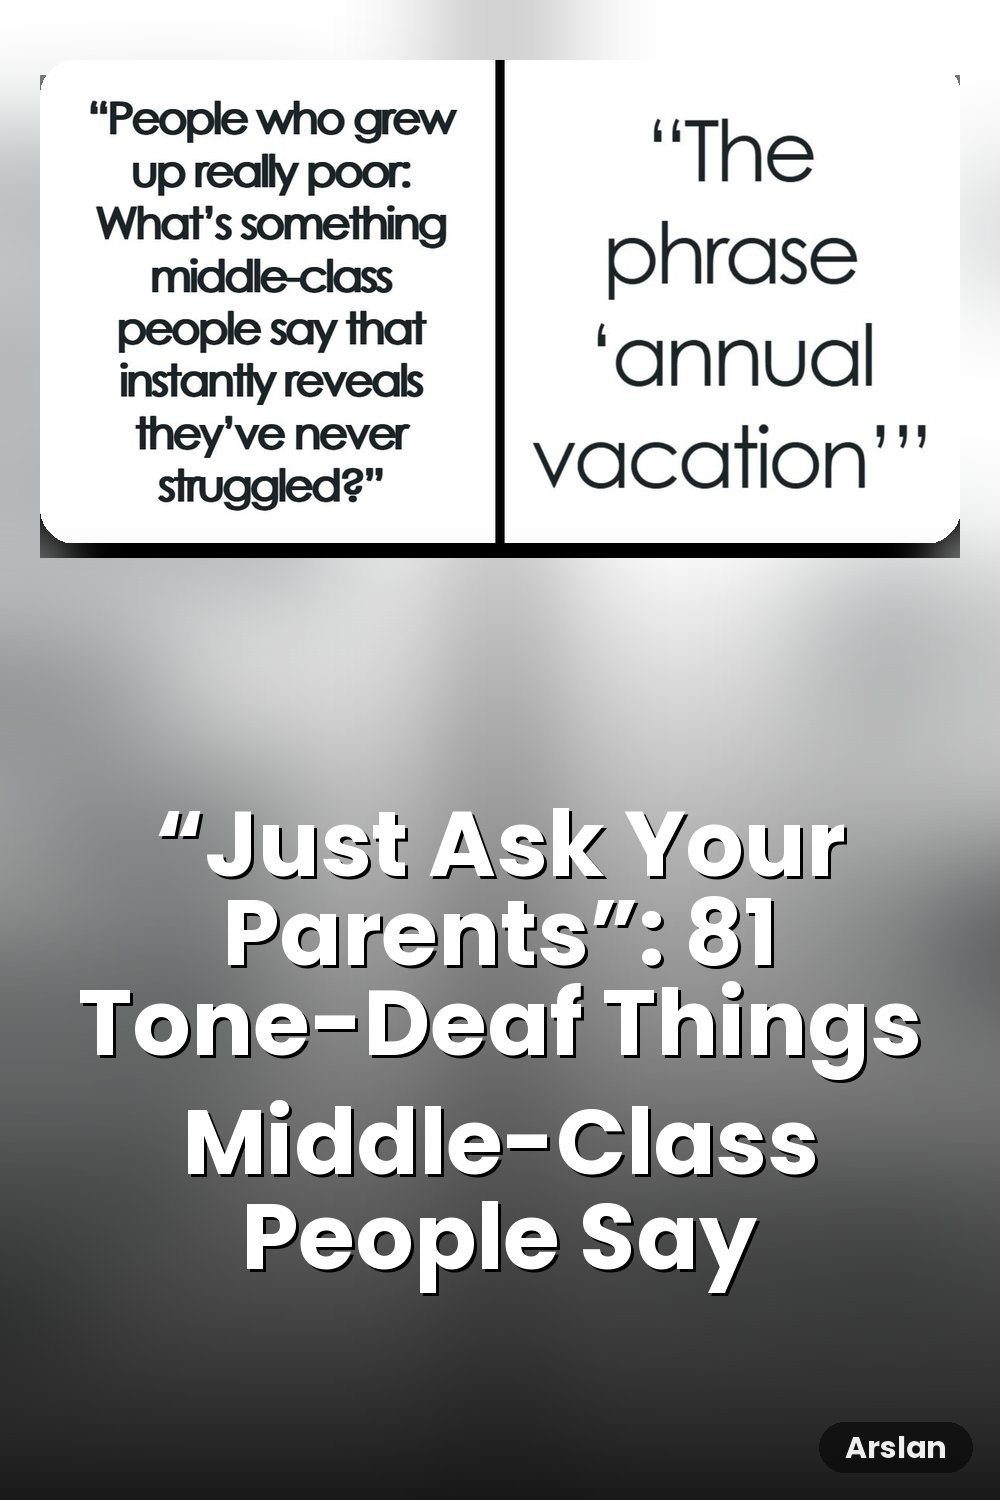 “People who grew
up really poor:
What’s something
middle-class
people say that
instantly reveals
they’ve never
struggled?”
“The
phrase
‘annual
vacation’”
“Just Ask Your
Parents”: 81
Tone-Deaf Things
Middle-Class
People Say
Arslan